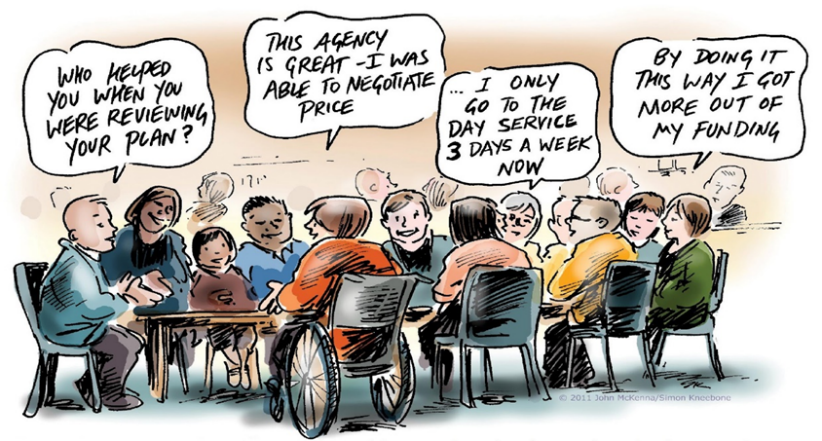 WHO HELPED
YOU WHEN YOU
WERE REVIEWING
YOUR PLAN?
THIS AGENCY
IS GREAT - I WAS
ABLE TO NEGOTIATE
PRICE
... I ONLY
GO TO THE
DAY SERVICE
3 DAYS A WEEK
NOW
BY DOING IT
THIS WAY I GOT
MORE OUT OF
MY FUNDING
© 2011 John McKenna/Simon Kneebone